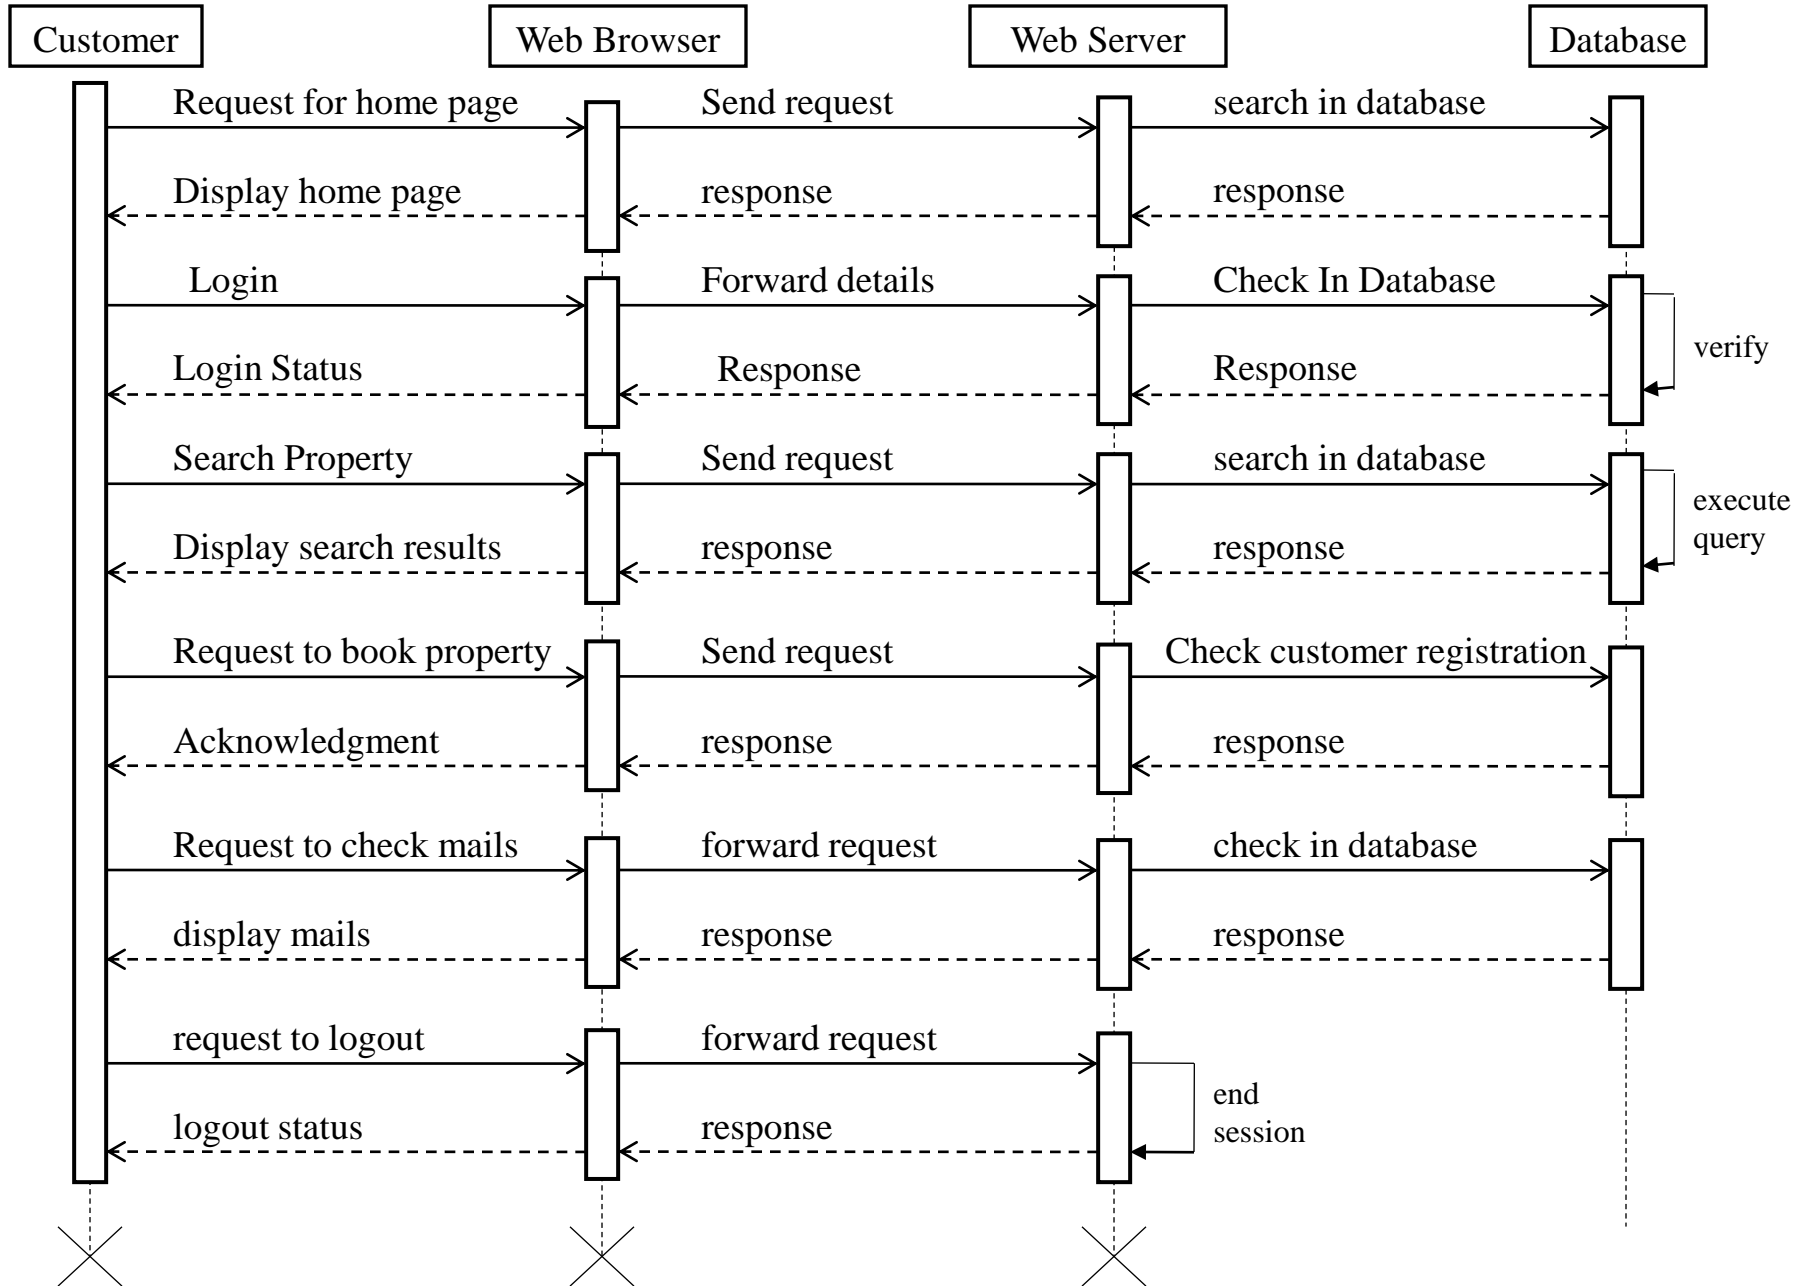 Customer
Web Browser
Web Server
Database
Request for home page
Send request
search in database
Display home page
response
response
Login
Forward details
Check In Database
verify
Login Status
Response
Response
Search Property
Send request
search in database
execute
query
Display search results
response
response
Request to book property
Send request
Check customer registration
Acknowledgment
response
response
Request to check mails
forward request
check in database
display mails
response
response
request to logout
forward request
end
session
logout status
response